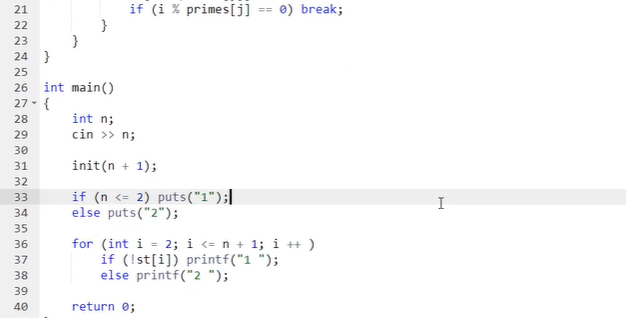 21 if (i % primes[j] == 0) break;
22 }
23 }
24 }
25
26 int main()
27 {
28 int n;
29 cin >> n;
30
31 init(n + 1);
32
33 if (n <= 2) puts("1");
34 else puts("2");
35
36 for (int i = 2; i <= n + 1; i ++ )
37 if (!st[i]) printf("1 ");
38 else printf("2 ");
39
40 return 0;